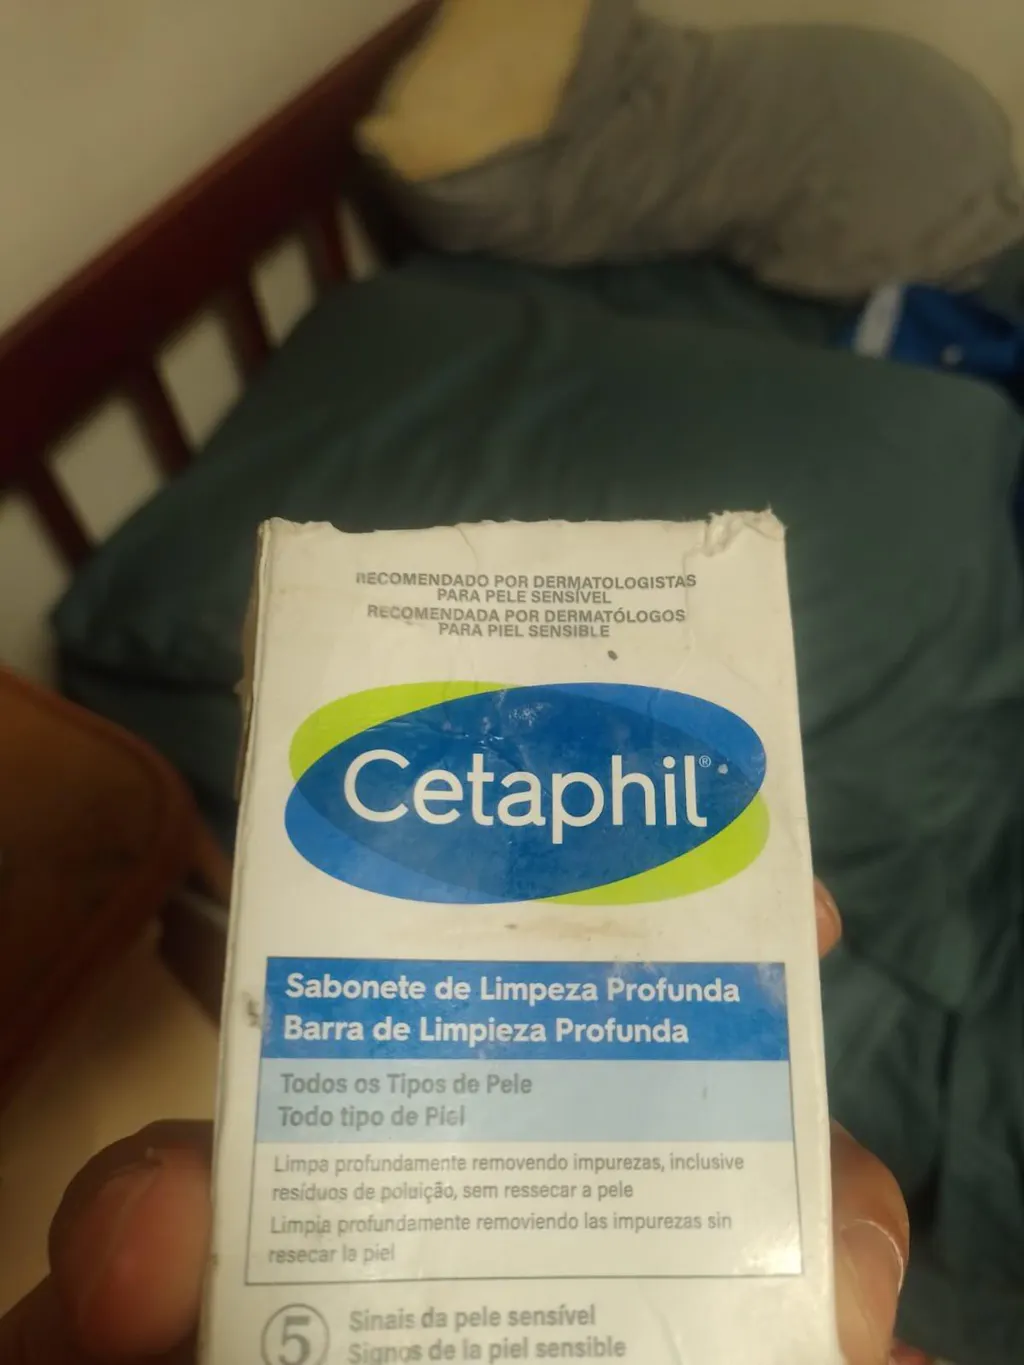 RECOMENDADO POR DERMATOLOGISTAS
PARA PELE SENSÍVEL
RECOMENDADA POR DERMATÓLOGOS
PARA PIEL SENSIBLE
Cetaphil®
Sabonete de Limpeza Profunda
Barra de Limpieza Profunda
Todos os Tipos de Pele
Todo tipo de Piel
Limpa profundamente removendo impurezas, inclusive
resíduos de poluição, sem ressecar a pele
Limpia profundamente removiendo las impurezas sin
resecar la piel
5 Sinais da pele sensível
Signos de la piel sensible